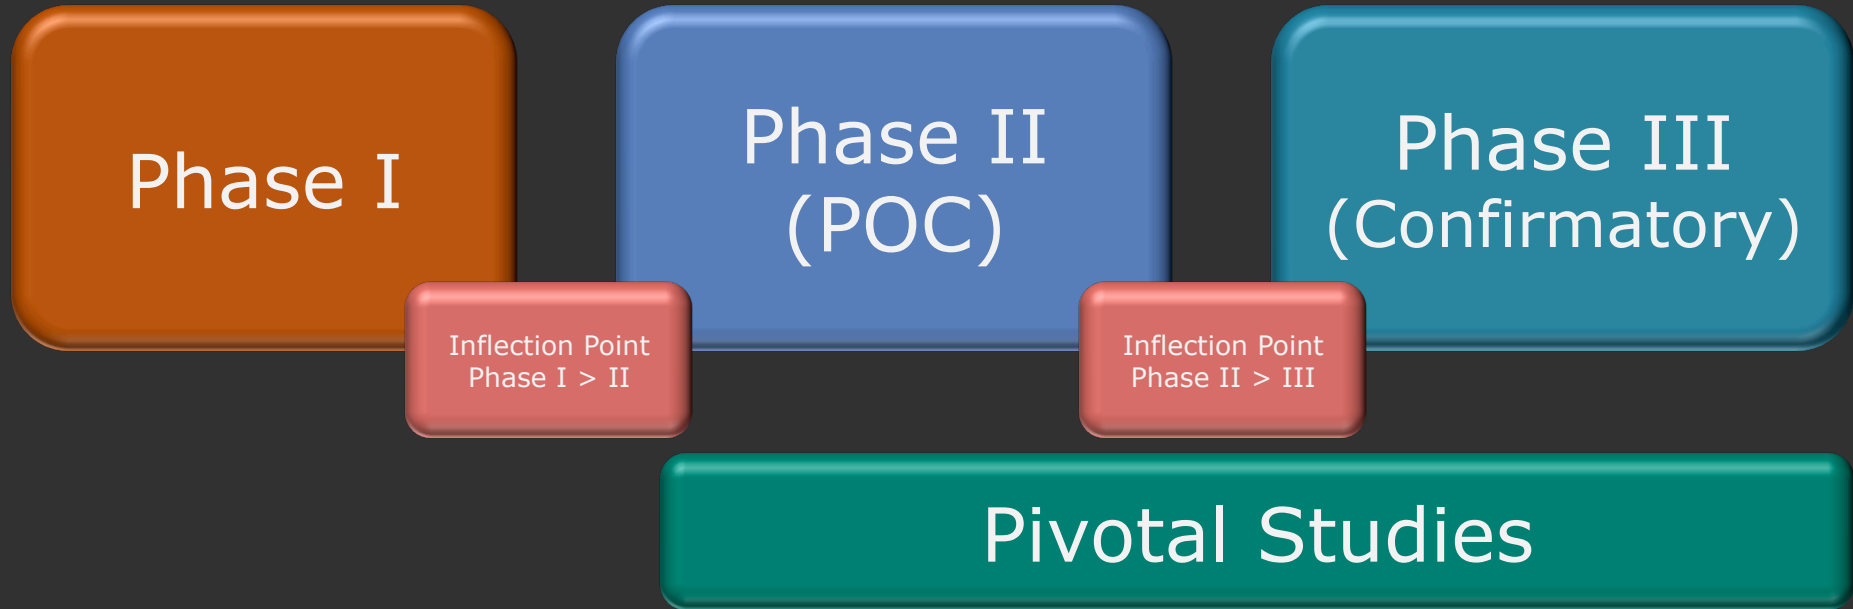 Phase I
Phase II
(POC)
Phase III
(Confirmatory)
Inflection Point
Phase I > II
Inflection Point
Phase II > III
Pivotal Studies